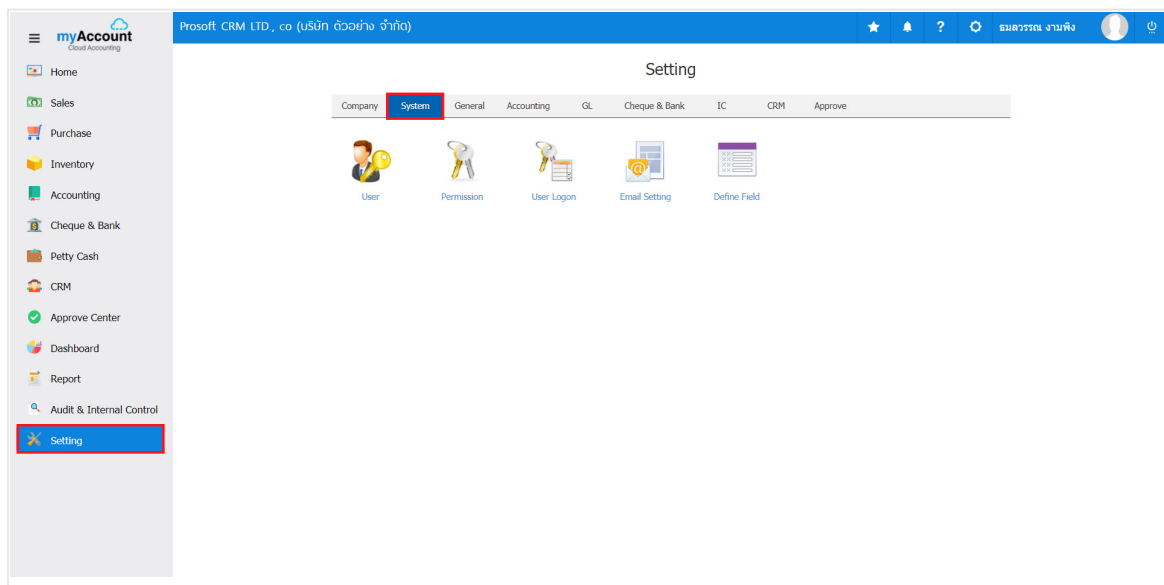 myAccount
Cloud Accounting
Prosoft CRM LTD., co (บริษัท ตัวอย่าง จำกัด)
?
ธมลวรรณ งามพิง
Home
Sales
Purchase
Inventory
Accounting
Cheque & Bank
Petty Cash
CRM
Approve Center
Dashboard
Report
Audit & Internal Control
Setting
Setting
Company System General Accounting GL Cheque & Bank IC CRM Approve
User Permission User Logon Email Setting Define Field